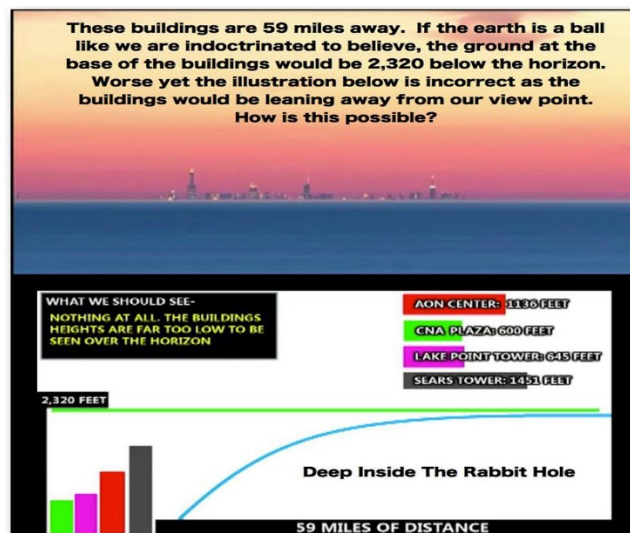 These buildings are 59 miles away. If the earth is a ball
like we are indoctrinated to believe, the ground at the
base of the buildings would be 2,320 below the horizon.
Worse yet the illustration below is incorrect as the
buildings would be leaning away from our view point.
How is this possible?
WHAT WE SHOULD SEE-
NOTHING AT ALL. THE BUILDINGS
HEIGHTS ARE FAR TOO LOW TO BE
SEEN OVER THE HORIZON
AON CENTER: 1136 FEET
CNA PLAZA: 600 FEET
LAKE POINT TOWER: 645 FEET
SEARS TOWER: 1451 FEET
2,320 FEET
Deep Inside The Rabbit Hole
59 MILES OF DISTANCE